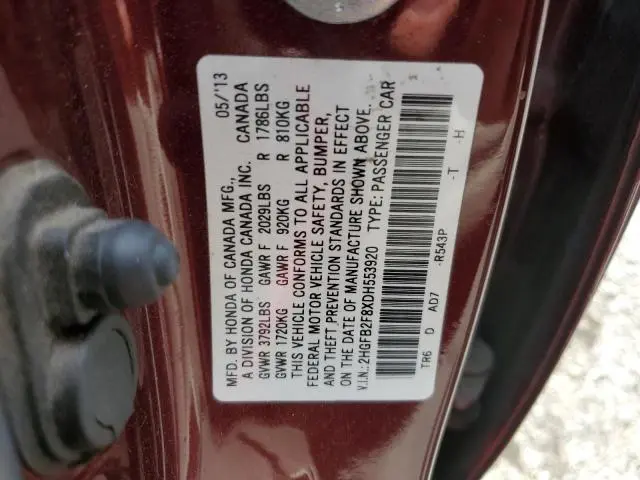 MFD. BY HONDA OF CANADA MFG., 05/'13
A DIVISION OF HONDA CANADA INC. CANADA
GVWR 3792LBS GAWR F 2029LBS R 1786LBS
GVWR 1720KG GAWR F 920KG R 810KG
THIS VEHICLE CONFORMS TO ALL APPLICABLE
FEDERAL MOTOR VEHICLE SAFETY, BUMPER,
AND THEFT PREVENTION STANDARDS IN EFFECT
ON THE DATE OF MANUFACTURE SHOWN ABOVE.
V.I.N.: 2HGFB2F8XDH553920 TYPE: PASSENGER CAR
TR6 D AD7 -R543P -T -H